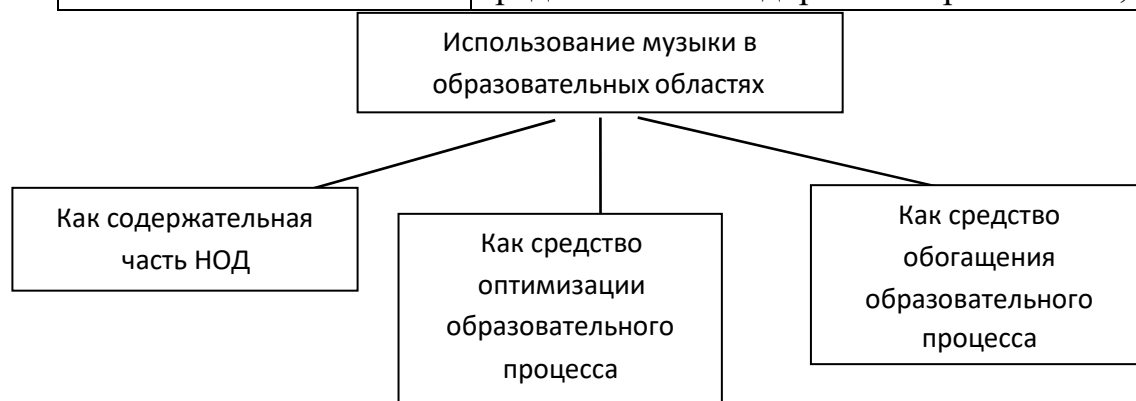 Использование музыки в
образовательных областях
Как содержательная
часть НОД
Как средство
оптимизации
образовательного
процесса
Как средство
обогащения
образовательного
процесса